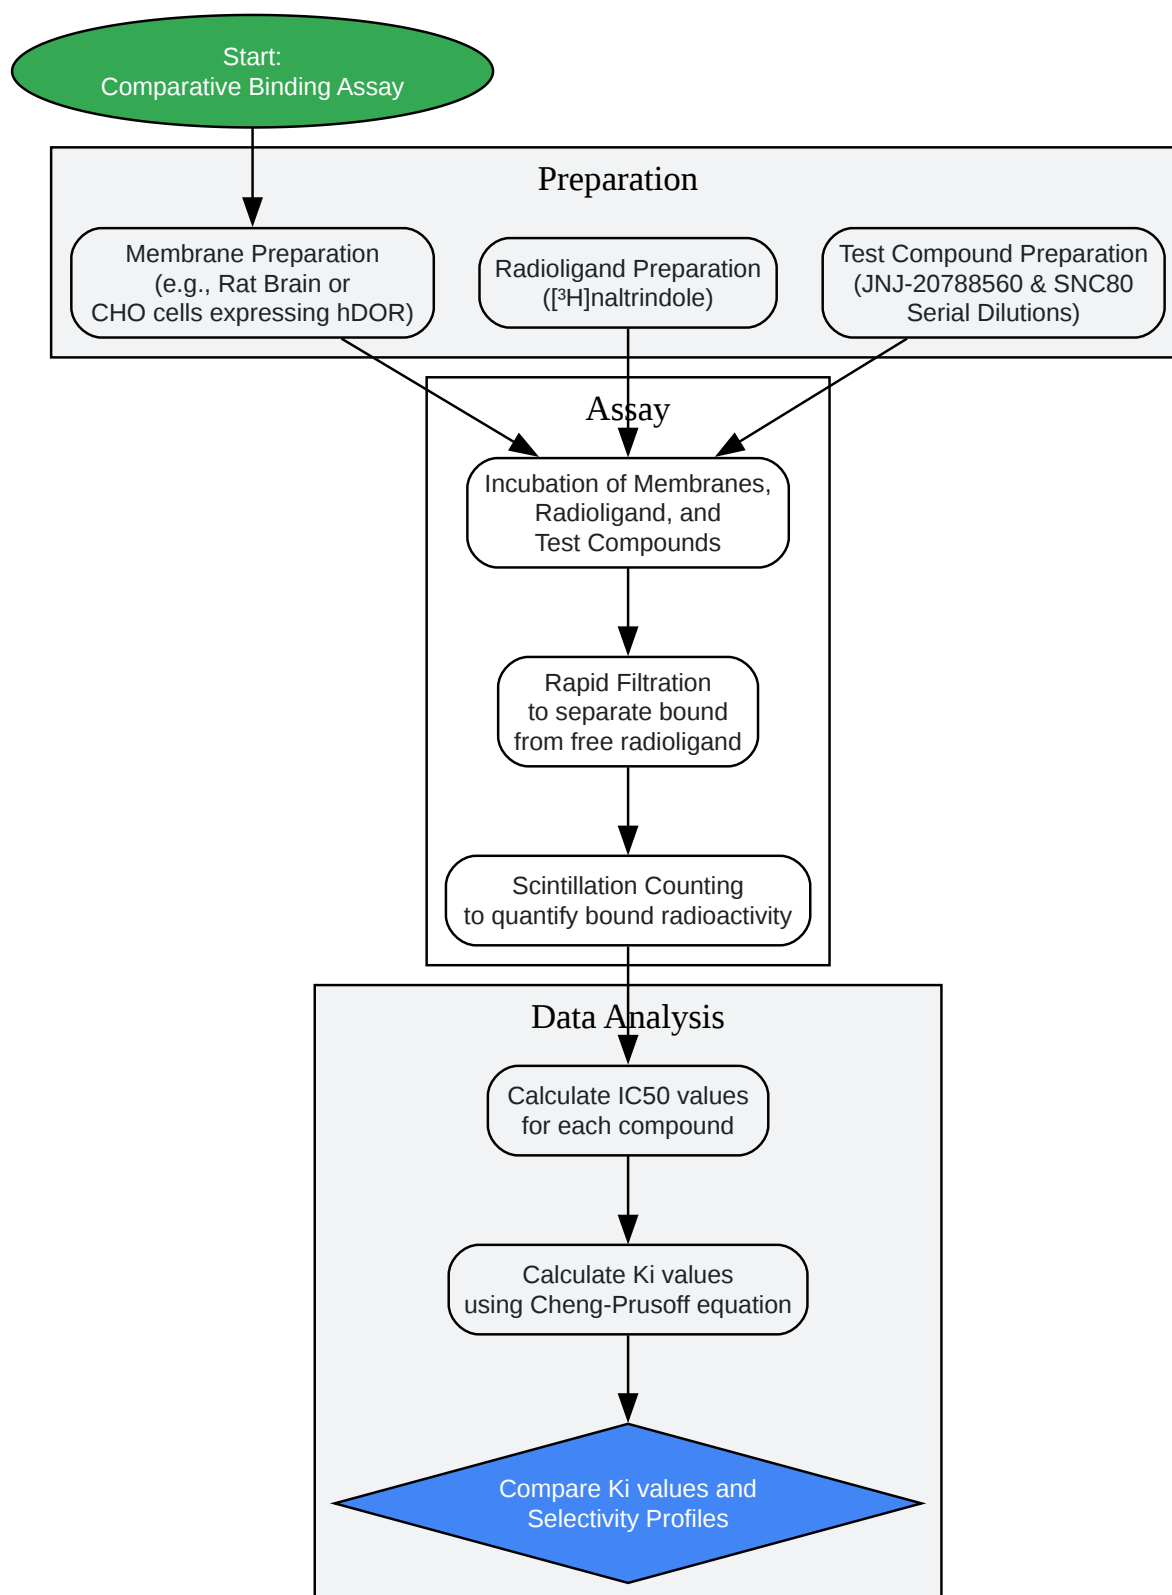 Start:
Comparative Binding Assay
Preparation
Membrane Preparation
(e.g., Rat Brain or
CHO cells expressing hDOR)
Radioligand Preparation
([³H]naltrindole)
Test Compound Preparation
(JNJ-20788560 & SNC80
Serial Dilutions)
Assay
Incubation of Membranes,
Radioligand, and
Test Compounds
Rapid Filtration
to separate bound
from free radioligand
Scintillation Counting
to quantify bound radioactivity
Data Analysis
Calculate IC50 values
for each compound
Calculate Ki values
using Cheng-Prusoff equation
Compare Ki values and
Selectivity Profiles